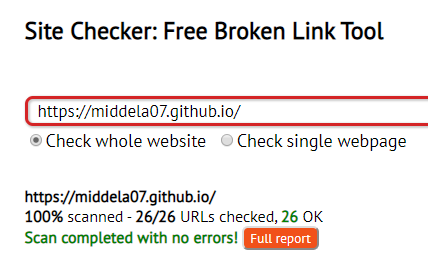 Site Checker: Free Broken Link Tool
https://middela07.github.io/
Check whole website Check single webpage
https://middela07.github.io/
100% scanned - 26/26 URLs checked, 26 OK
Scan completed with no errors! Full report